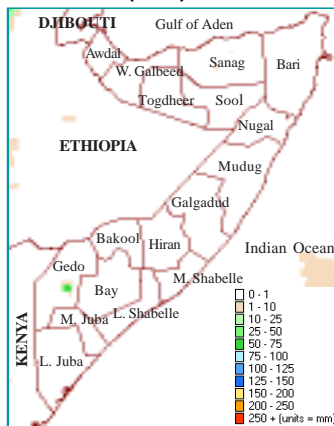 DJIBOUTI
Gulf of Aden
Awdal
W. Galbeed
Sanag
Bari
Togdheer
Sool
Nugal
ETHIOPIA
Mudug
Galgadud
Bakool
Hiran
Indian Ocean
Gedo
Bay
M. Shabelle
L. Shabelle
M. Juba
KENYA
L. Juba
0 - 1
1 - 10
10 - 25
25 - 50
50 - 75
75 - 100
100 - 125
125 - 150
150 - 200
200 - 250
250 + (units = mm)